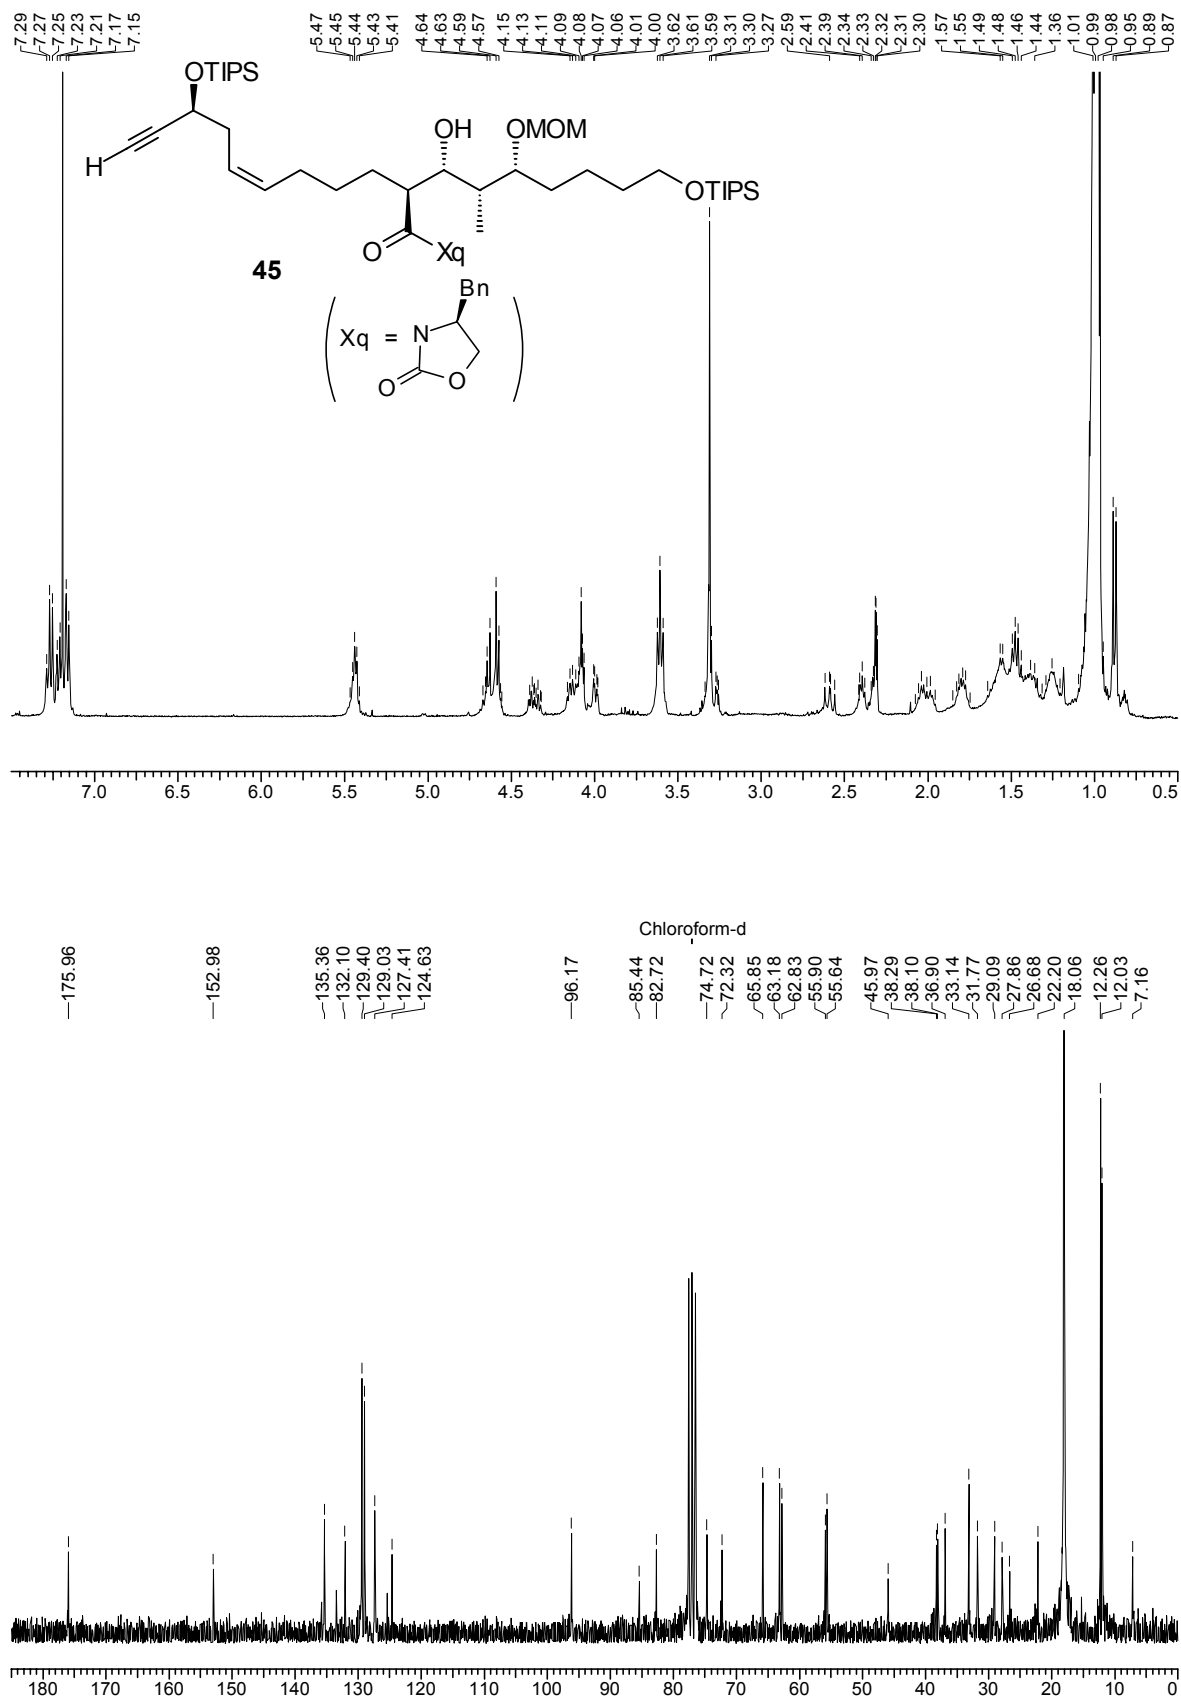 7.29 7.27 7.25 7.23 7.21 7.17 7.15 5.47 5.45 5.44 5.43 5.41 4.64 4.63 4.59 4.57 4.15 4.13 4.11 4.09 4.08 4.07 4.06 4.01 4.00 3.62 3.61 3.59 3.31 3.30 3.27 2.59 2.41 2.39 2.34 2.33 2.32 2.31 2.30 1.57 1.55 1.49 1.48 1.46 1.44 1.36 1.01 0.99 0.98 0.95 0.89 0.87
OTIPS
OH OMOM
H
OTIPS
O Xq
45
Bn
Xq = N
O O
7.0 6.5 6.0 5.5 5.0 4.5 4.0 3.5 3.0 2.5 2.0 1.5 1.0 0.5
Chloroform-d
175.96 152.98 135.36 132.10 129.40 129.03 127.41 124.63 96.17 85.44 82.72 74.72 72.32 65.85 63.18 62.83 55.90 55.64 45.97 38.29 38.10 36.90 33.14 31.77 29.09 27.86 26.68 22.20 18.06 12.26 12.03 7.16
180 170 160 150 140 130 120 110 100 90 80 70 60 50 40 30 20 10 0